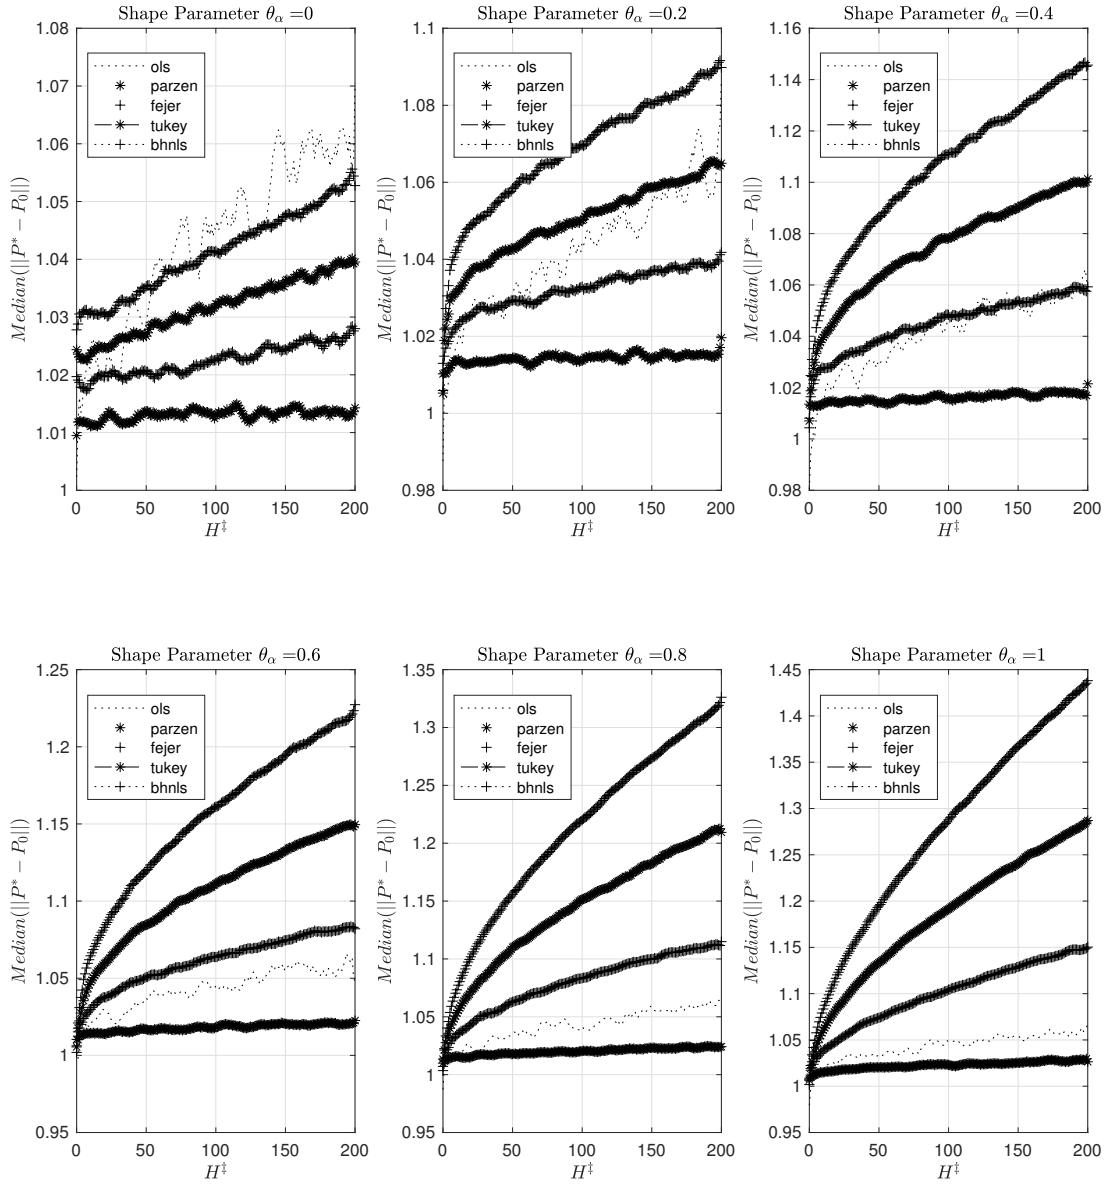 Shape Parameter θα =0
1.08
1.07
1.06
1.05
1.04
1.03
1.02
1.01
1
Median(||P* − P0||)
ols
parzen
fejer
tukey
bhnls
0 50 100 150 200
H‡
Shape Parameter θα =0.2
1.1
1.08
1.06
1.04
1.02
1
0.98
Median(||P* − P0||)
ols
parzen
fejer
tukey
bhnls
0 50 100 150 200
H‡
Shape Parameter θα =0.4
1.16
1.14
1.12
1.1
1.08
1.06
1.04
1.02
1
0.98
Median(||P* − P0||)
ols
parzen
fejer
tukey
bhnls
0 50 100 150 200
H‡
Shape Parameter θα =0.6
1.25
1.2
1.15
1.1
1.05
1
0.95
Median(||P* − P0||)
ols
parzen
fejer
tukey
bhnls
0 50 100 150 200
H‡
Shape Parameter θα =0.8
1.35
1.3
1.25
1.2
1.15
1.1
1.05
1
0.95
Median(||P* − P0||)
ols
parzen
fejer
tukey
bhnls
0 50 100 150 200
H‡
Shape Parameter θα =1
1.45
1.4
1.35
1.3
1.25
1.2
1.15
1.1
1.05
1
0.95
Median(||P* − P0||)
ols
parzen
fejer
tukey
bhnls
0 50 100 150 200
H‡